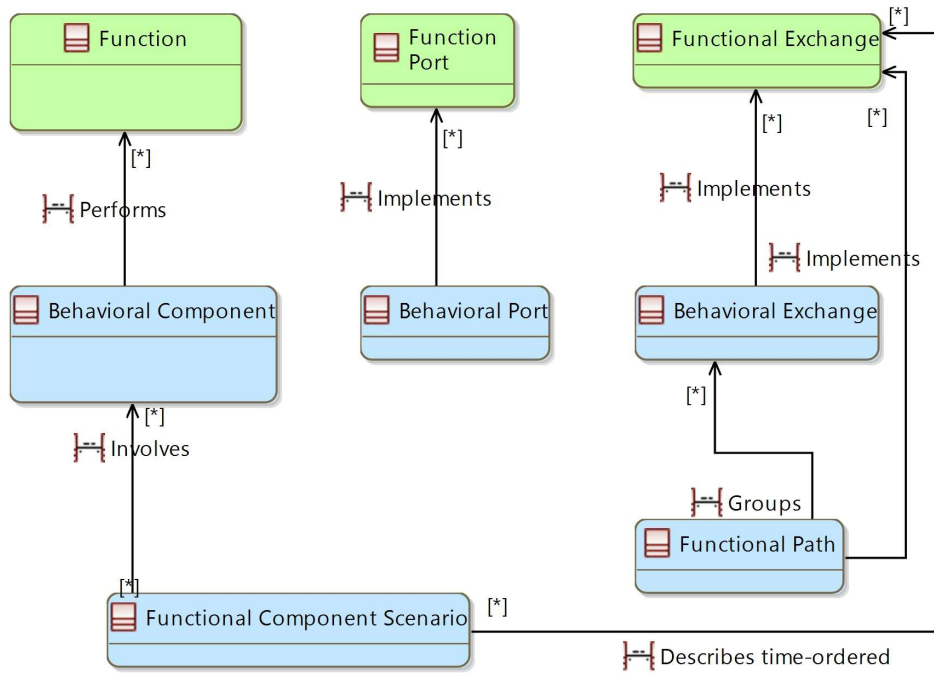 [*]
Function
Function
Port
Functional Exchange
[*]
[*]
[*]
[*]
Performs
Implements
Implements
Implements
Behavioral Component
Behavioral Port
Behavioral Exchange
[*]
[*]
Involves
Groups
Functional Path
[*]
[*]
Functional Component Scenario
Describes time-ordered